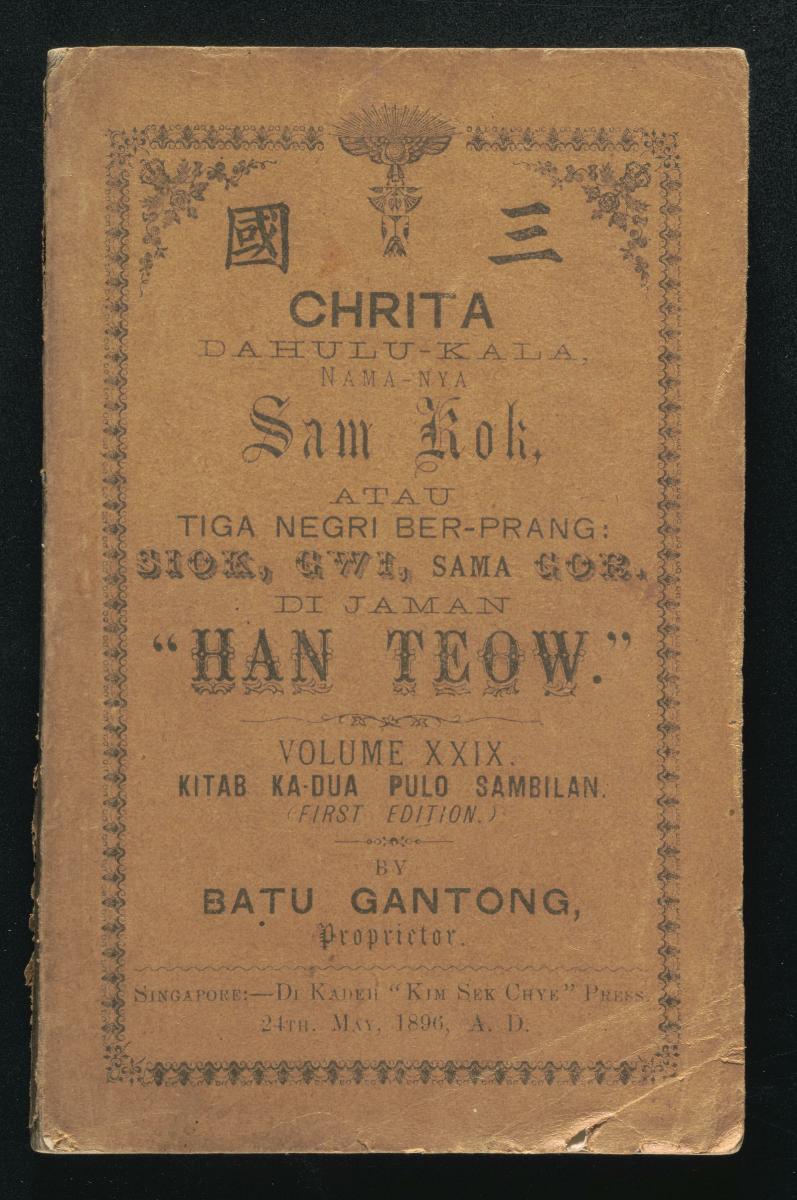 三國
CHRITA
DAHULU-KALA,
NAMA-NYA
Sam Kok,
ATAU
TIGA NEGRI BER-PRANG:
SIOK, GWI, SAMA GOR.
DI JAMAN
"HAN TEOW."
VOLUME XXIX.
KITAB KA-DUA PULO SAMBILAN.
(FIRST EDITION.)
BY
BATU GANTONG,
Proprietor.
SINGAPORE:—DI KADEH "KIM SEK CHYE" PRESS.
24TH. MAY, 1896, A. D.